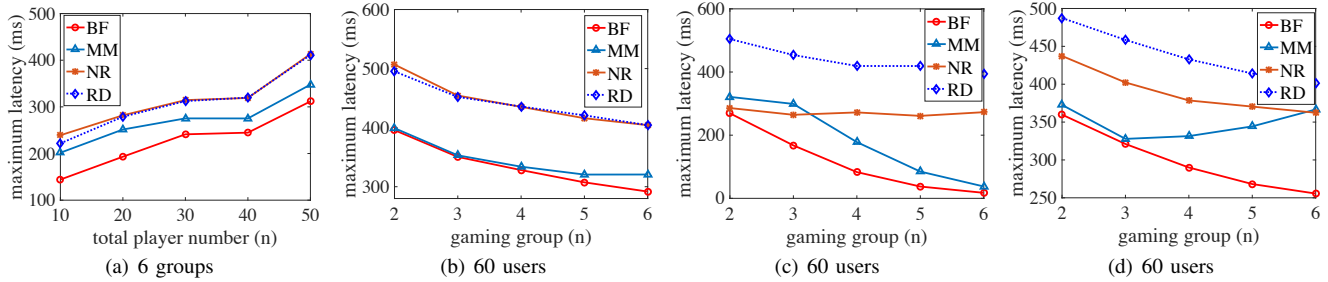 maximum latency (ms)
500
400
300
200
100
10
20
30
40
50
BF
MM
NR
RD
total player number (n)
(a) 6 groups
maximum latency (ms)
600
500
400
300
2
3
4
5
6
BF
MM
NR
RD
gaming group (n)
(b) 60 users
maximum latency (ms)
600
400
200
0
2
3
4
5
6
BF
MM
NR
RD
gaming group (n)
(c) 60 users
maximum latency (ms)
500
450
400
350
300
250
2
3
4
5
6
BF
MM
NR
RD
gaming group (n)
(d) 60 users